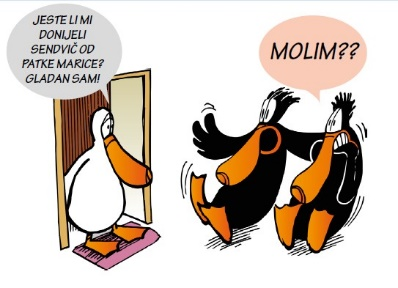 JESTE LI MI
DONIJELI
SENDVIČ OD
PATKE MARICE?
GLADAN SAM!
MOLIM??